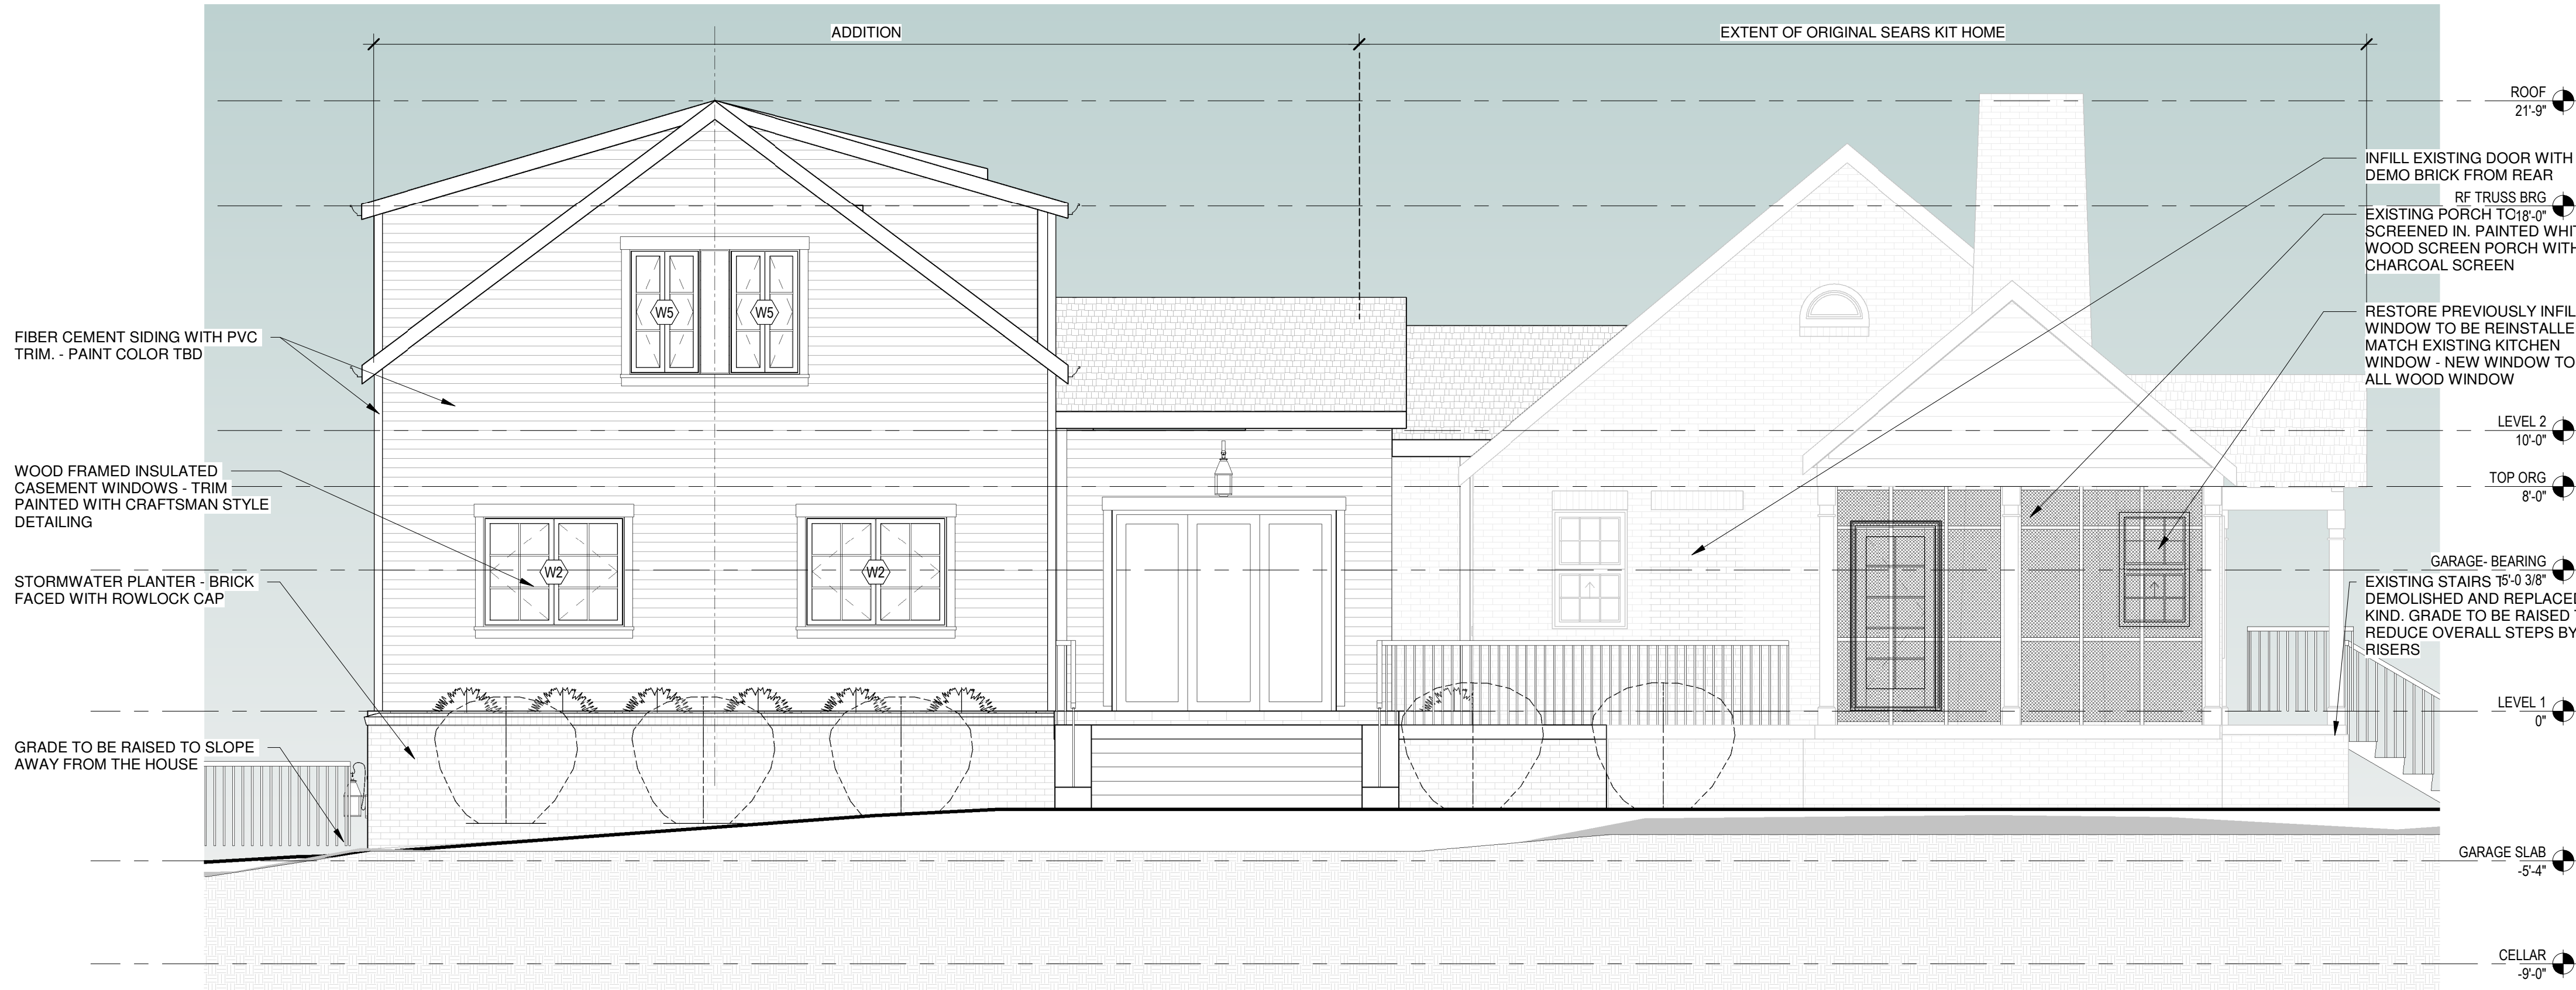 ADDITION
EXTENT OF ORIGINAL SEARS KIT HOME
ROOF
21'-9"
INFILL EXISTING DOOR WITH
DEMO BRICK FROM REAR
RF TRUSS BRG
18'-0"
EXISTING PORCH TO
SCREENED IN. PAINTED WHI
WOOD SCREEN PORCH WITH
CHARCOAL SCREEN
RESTORE PREVIOUSLY INFIL
WINDOW TO BE REINSTALLE
MATCH EXISTING KITCHEN
WINDOW - NEW WINDOW TO
ALL WOOD WINDOW
W5
W5
FIBER CEMENT SIDING WITH PVC
TRIM. - PAINT COLOR TBD
LEVEL 2
10'-0"
WOOD FRAMED INSULATED
CASEMENT WINDOWS - TRIM
PAINTED WITH CRAFTSMAN STYLE
DETAILING
TOP ORG
8'-0"
W2
W2
STORMWATER PLANTER - BRICK
FACED WITH ROWLOCK CAP
GARAGE- BEARING
5'-0 3/8"
EXISTING STAIRS T
DEMOLISHED AND REPLACED
KIND. GRADE TO BE RAISED T
REDUCE OVERALL STEPS BY
RISERS
LEVEL 1
0"
GRADE TO BE RAISED TO SLOPE
AWAY FROM THE HOUSE
GARAGE SLAB
-5'-4"
CELLAR
-9'-0"